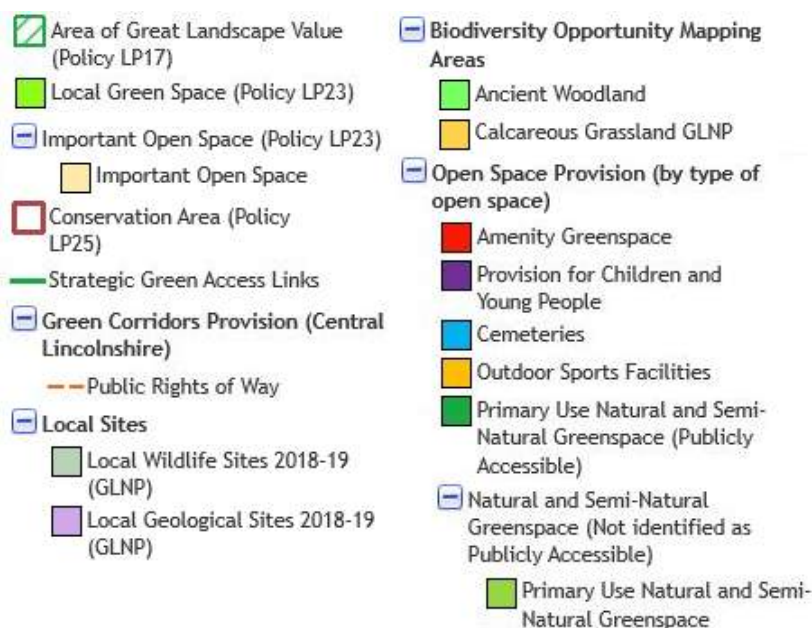 Area of Great Landscape Value
(Policy LP17)
Local Green Space (Policy LP23)
Important Open Space (Policy LP23)
Important Open Space
Conservation Area (Policy
LP25)
Strategic Green Access Links
Green Corridors Provision (Central
Lincolnshire)
Public Rights of Way
Local Sites
Local Wildlife Sites 2018-19
(GLNP)
Local Geological Sites 2018-19
(GLNP)
Biodiversity Opportunity Mapping
Areas
Ancient Woodland
Calcareous Grassland GLNP
Open Space Provision (by type of
open space)
Amenity Greenspace
Provision for Children and
Young People
Cemeteries
Outdoor Sports Facilities
Primary Use Natural and Semi-
Natural Greenspace (Publicly
Accessible)
Natural and Semi-Natural
Greenspace (Not identified as
Publicly Accessible)
Primary Use Natural and Semi-
Natural Greenspace